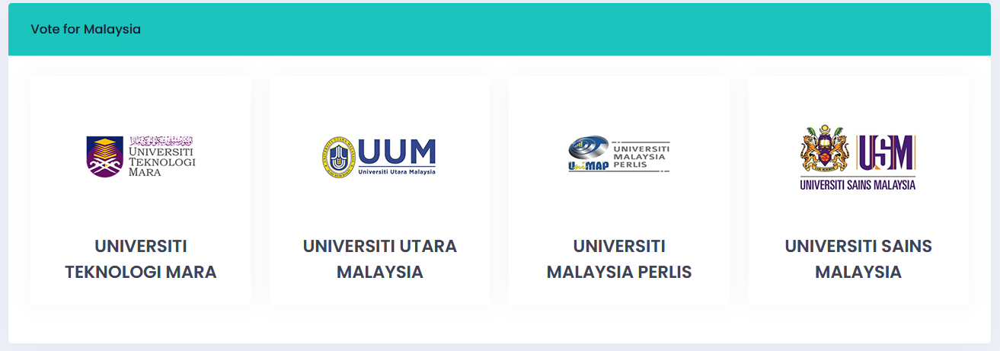 Vote for Malaysia
UNIVERSITI
TEKNOLOGI
MARA
UUM
Universiti Utara Malaysia
UniMAP
UNIVERSITI
MALAYSIA
PERLIS
USM
UNIVERSITI SAINS MALAYSIA
UNIVERSITI
TEKNOLOGI MARA
UNIVERSITI UTARA
MALAYSIA
UNIVERSITI
MALAYSIA PERLIS
UNIVERSITI SAINS
MALAYSIA